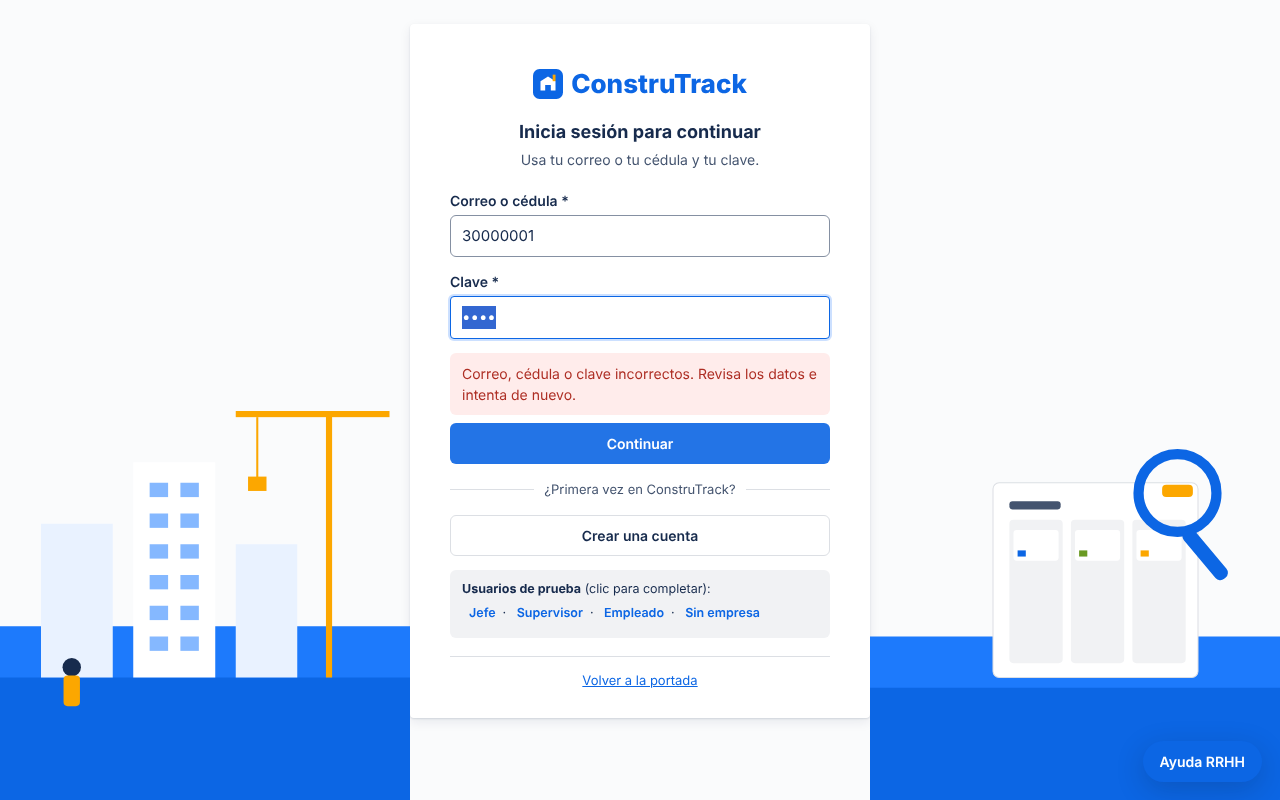 ConstruTrack
Inicia sesión para continuar
Usa tu correo o tu cédula y tu clave.
Correo o cédula *
30000001
Clave *
••••
Correo, cédula o clave incorrectos. Revisa los datos e
intenta de nuevo.
Continuar
¿Primera vez en ConstruTrack?
Crear una cuenta
Usuarios de prueba (clic para completar):
Jefe · Supervisor · Empleado · Sin empresa
Volver a la portada
Ayuda RRHH